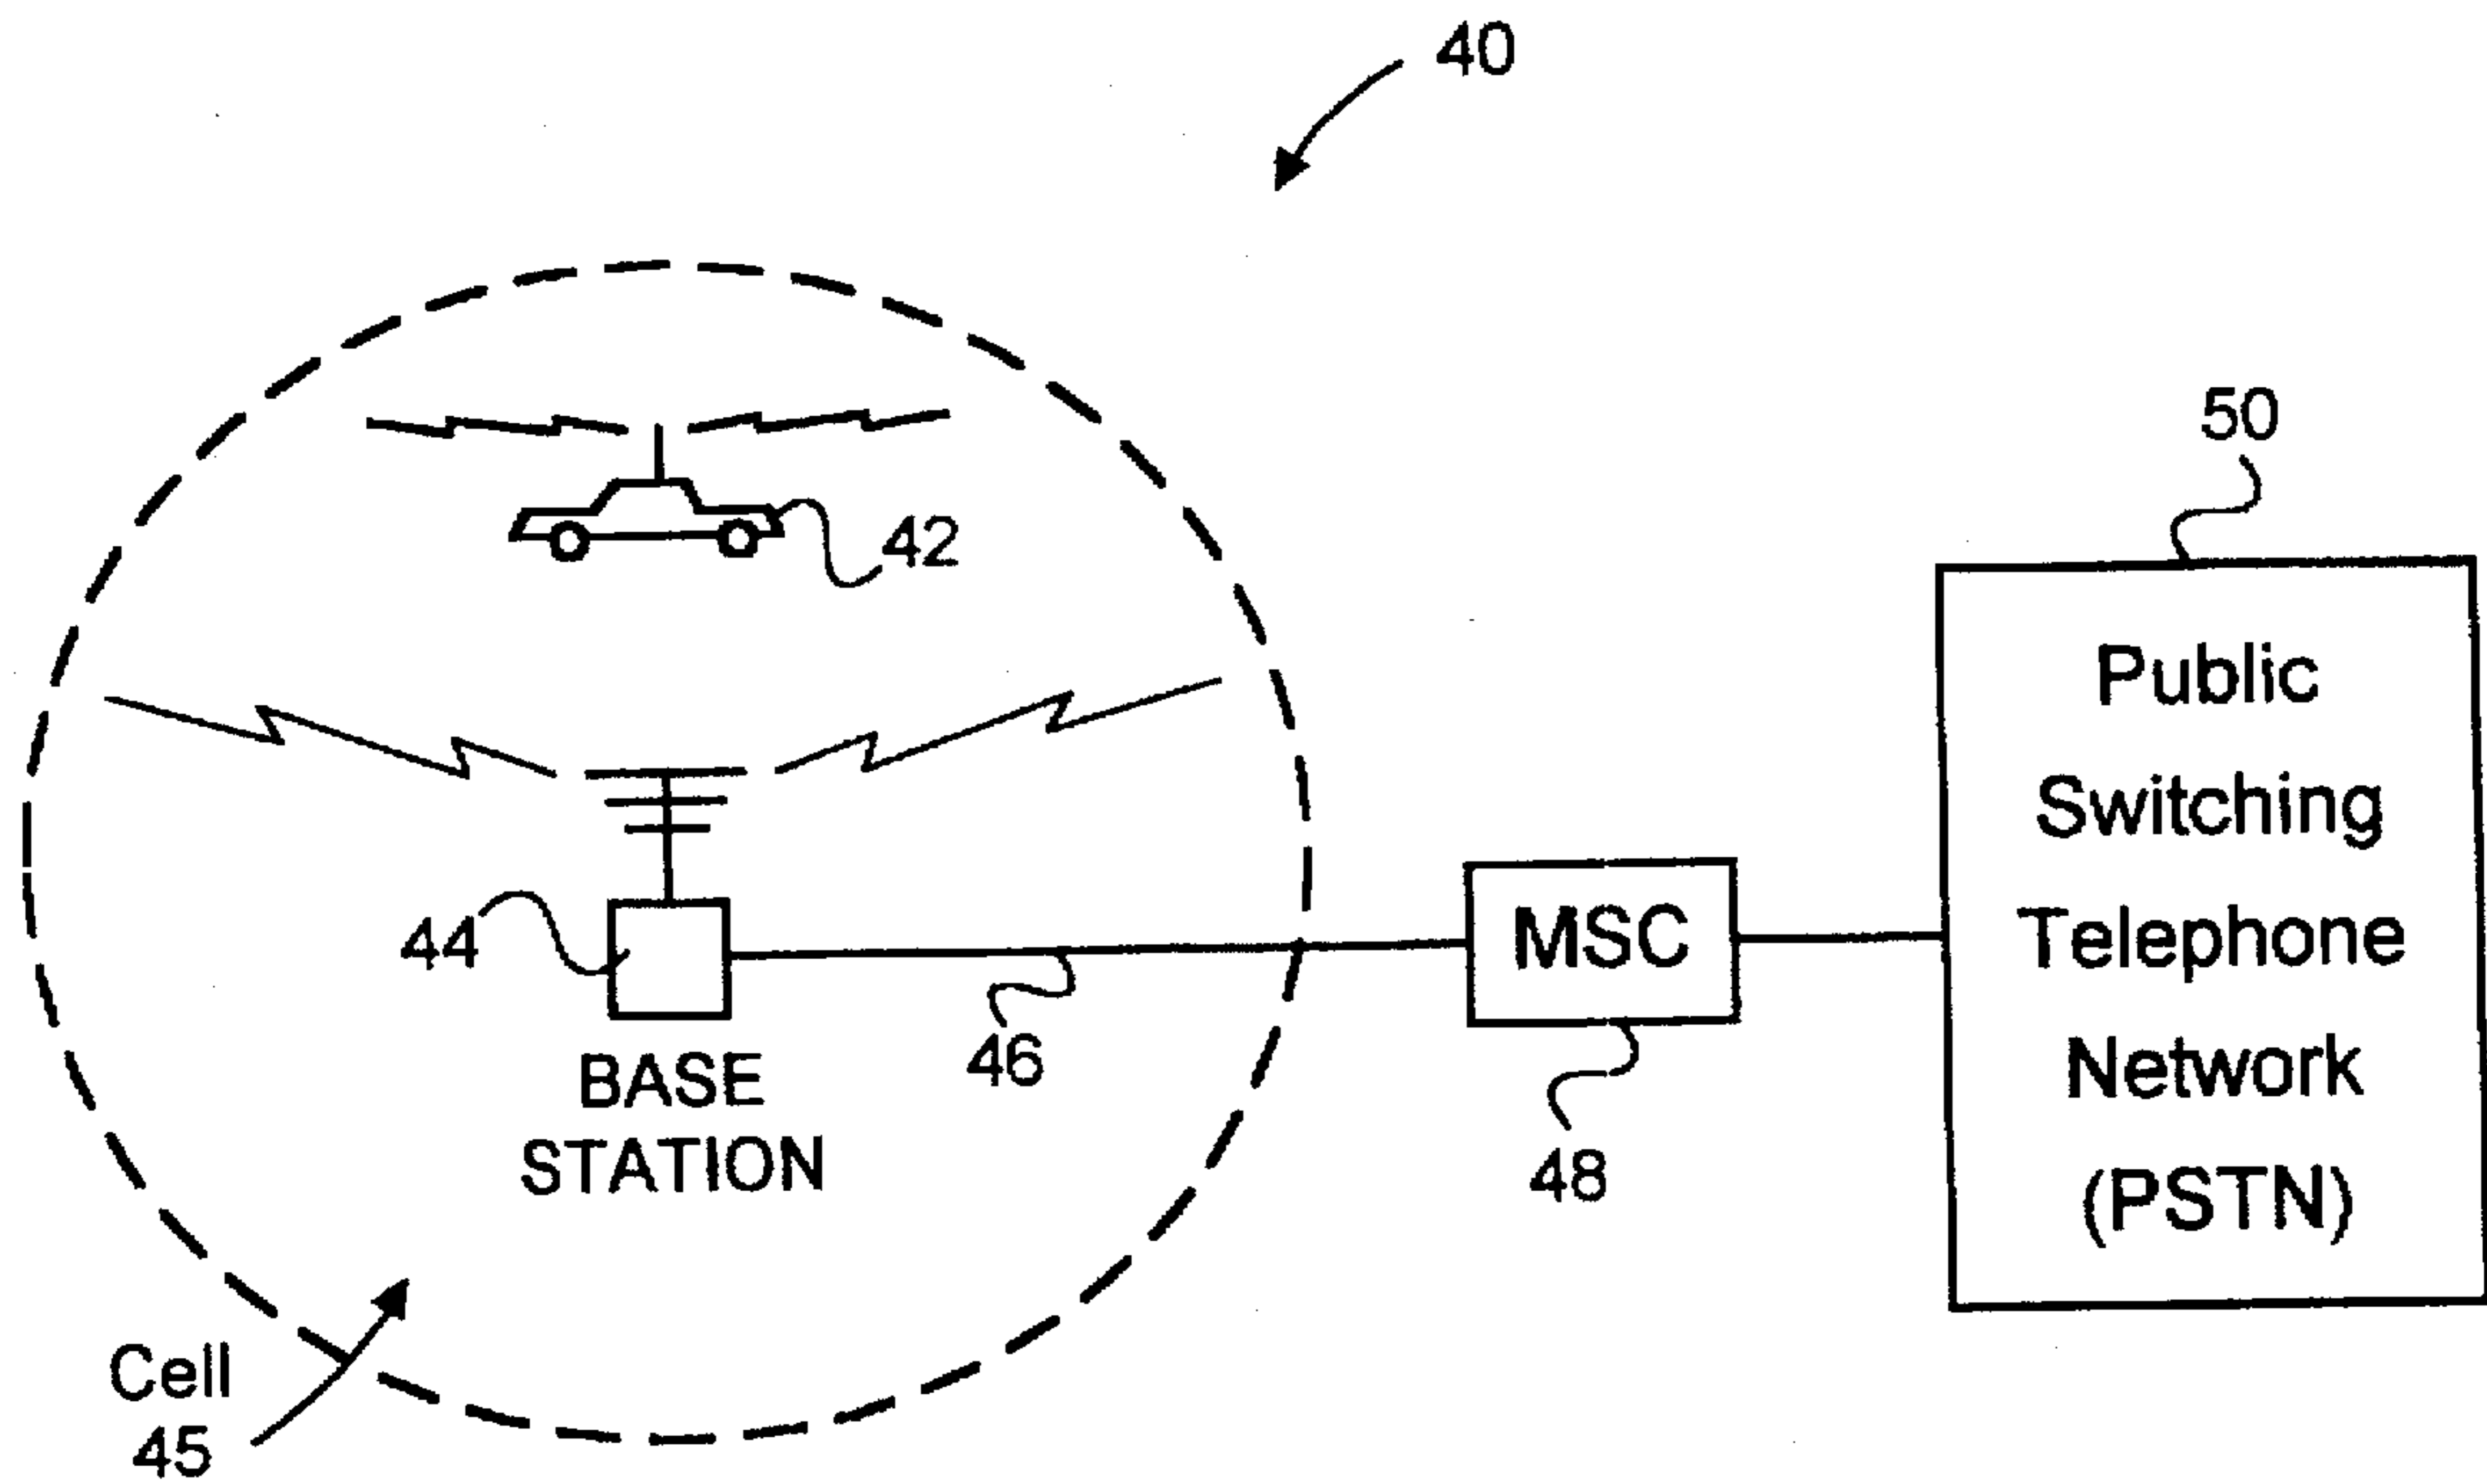 40
50
42
Public
Switching
Telephone
Network
(PSTN)
44
MSC
46
BASE
STATION
48
Cell
45